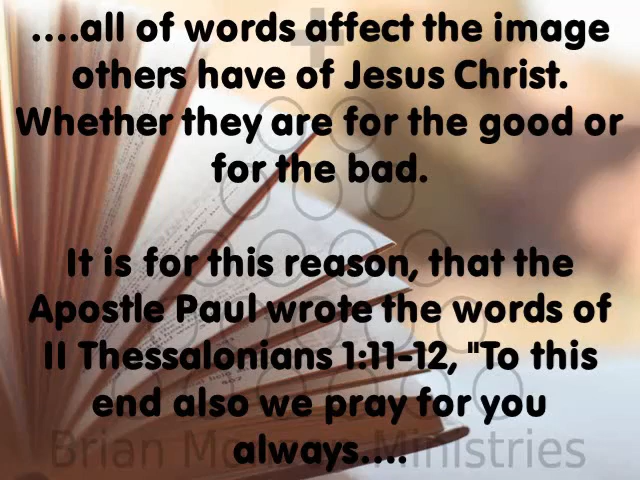 ....all of words affect the image
others have of Jesus Christ.
Whether they are for the good or
for the bad.
It is for this reason, that the
Apostle Paul wrote the words of
II Thessalonians 1:11-12, "To this
end also we pray for you
always....
Brian Ministries